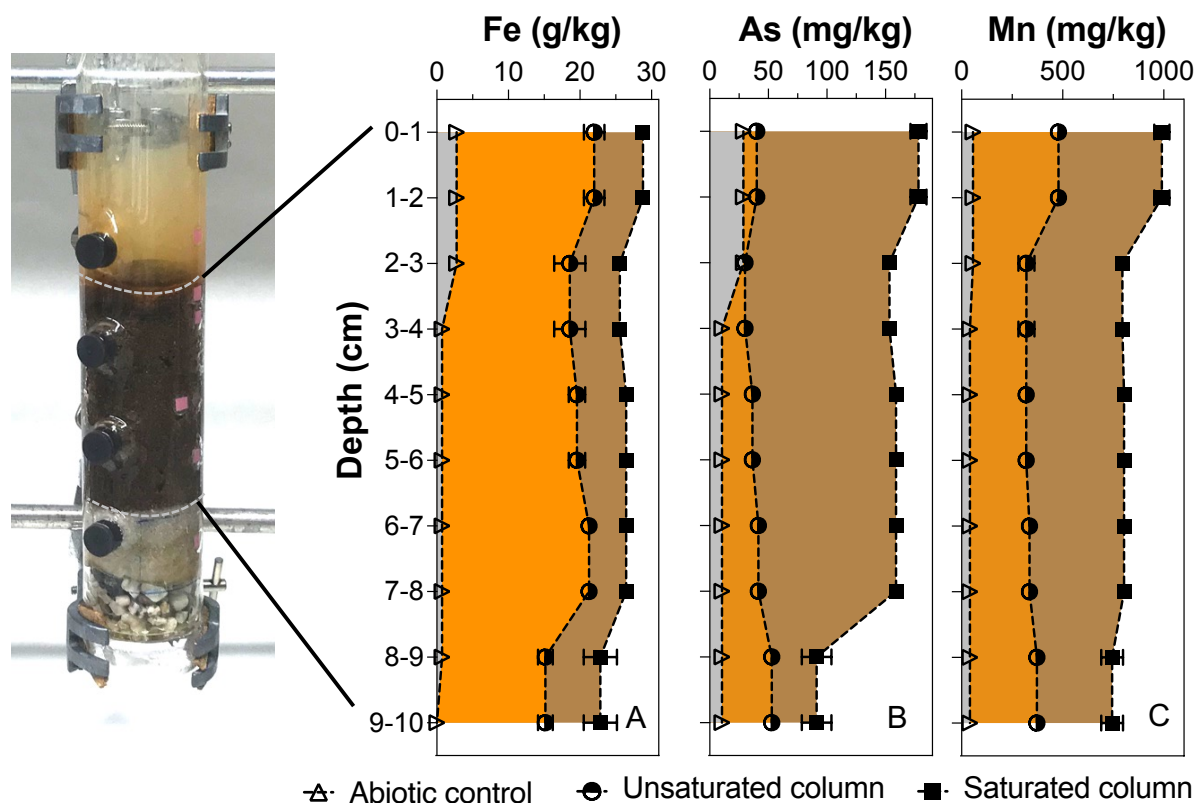 Fe (g/kg) As (mg/kg) Mn (mg/kg)
0 10 20 30 0 50 100 150 0 500 1000
Depth (cm)
0-1
1-2
2-3
3-4
4-5
5-6
6-7
7-8
8-9
9-10
A B C
Abiotic control Unsaturated column Saturated column